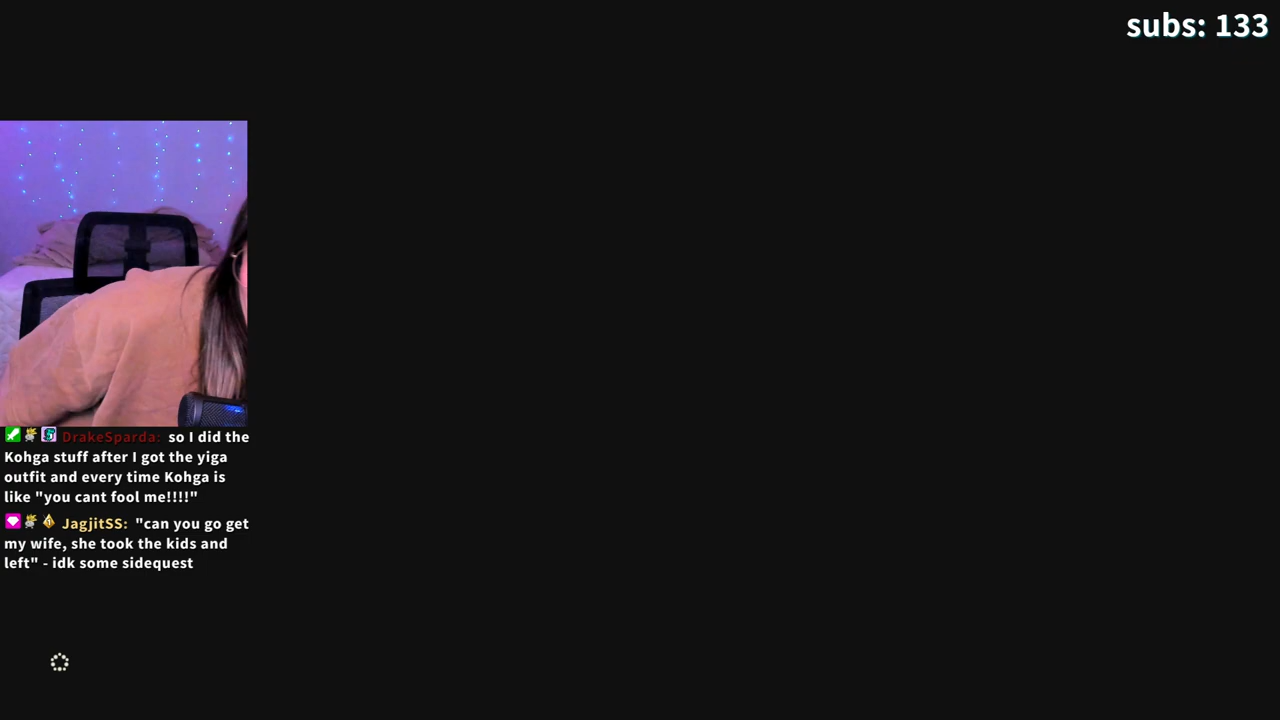 subs: 133
DrakeSparda: so I did the
Kohga stuff after I got the yiga
outfit and every time Kohga is
like "you cant fool me!!!!"
JagjitSS: "can you go get
my wife, she took the kids and
left" - idk some sidequest